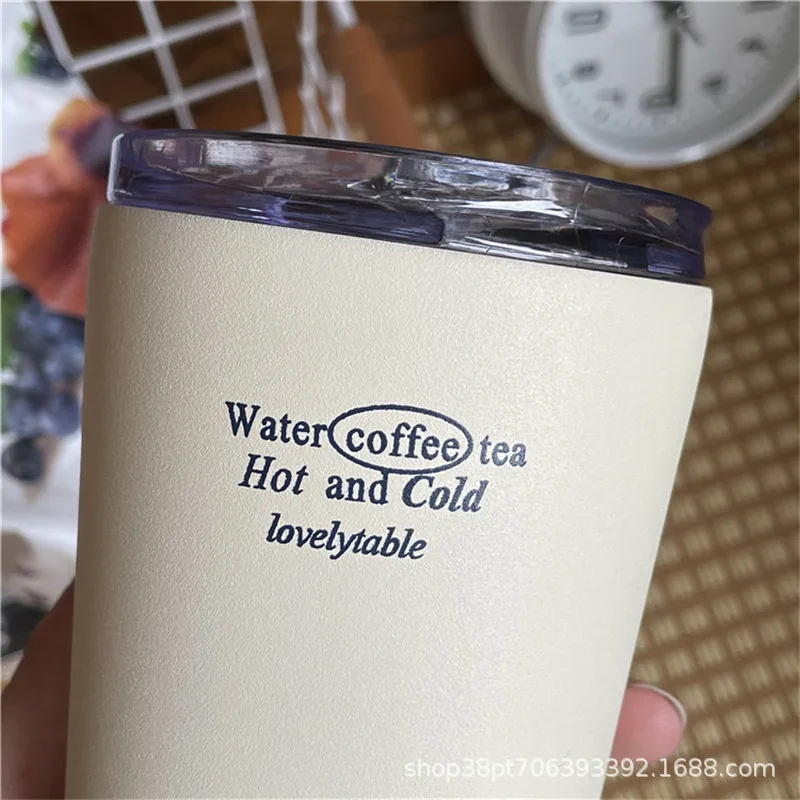 Water coffee tea
Hot and Cold
lovelytable
shop38pt706393392.1688.com